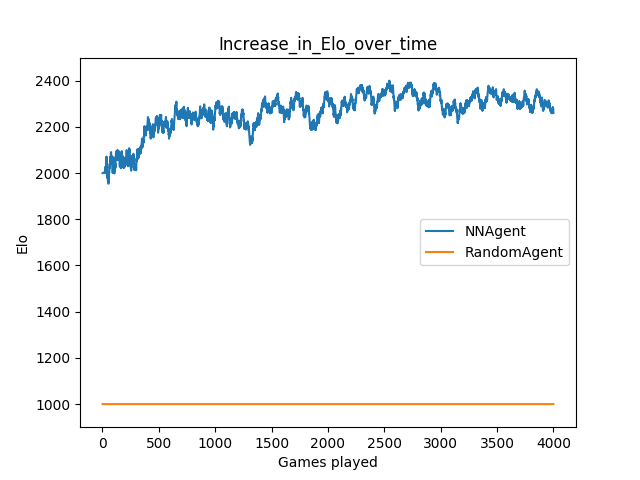 Increase_in_Elo_over_time
2400
2200
2000
1800
1600
1400
1200
1000
Elo
NNAgent
RandomAgent
0 500 1000 1500 2000 2500 3000 3500 4000
Games played